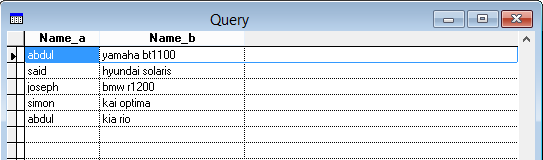 Query
Name_a Name_b
abdul yamaha bt1100
said hyundai solaris
joseph bmw r1200
simon kai optima
abdul kia rio